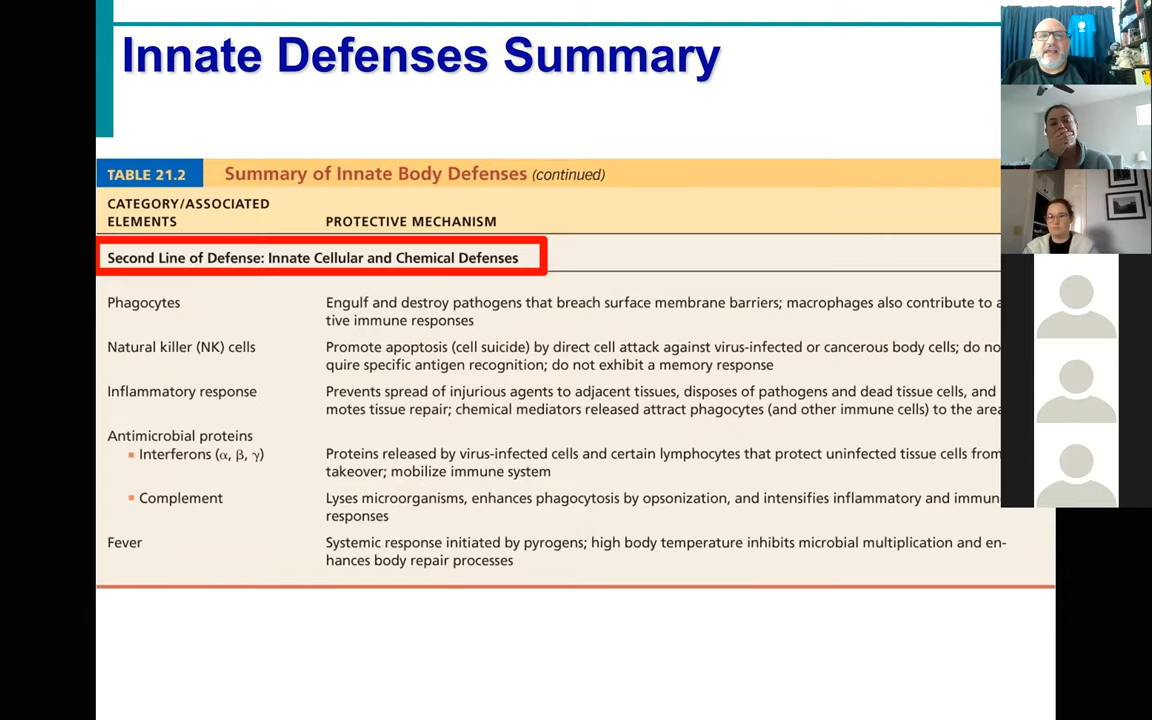 Innate Defenses Summary
TABLE 21.2 Summary of Innate Body Defenses (continued)
CATEGORY/ASSOCIATED
ELEMENTS PROTECTIVE MECHANISM
Second Line of Defense: Innate Cellular and Chemical Defenses
Phagocytes Engulf and destroy pathogens that breach surface membrane barriers; macrophages also contribute to
tive immune responses
Natural killer (NK) cells Promote apoptosis (cell suicide) by direct cell attack against virus-infected or cancerous body cells; do
quire specific antigen recognition; do not exhibit a memory response
Inflammatory response Prevents spread of injurious agents to adjacent tissues, disposes of pathogens and dead tissue cells, and
motes tissue repair; chemical mediators released attract phagocytes (and other immune cells) to the area
Antimicrobial proteins
Interferons (α, β, γ) Proteins released by virus-infected cells and certain lymphocytes that protect uninfected tissue cells from
takeover; mobilize immune system
Complement Lyses microorganisms, enhances phagocytosis by opsonization, and intensifies inflammatory and
responses
Fever Systemic response initiated by pyrogens; high body temperature inhibits microbial multiplication and en-
hances body repair processes